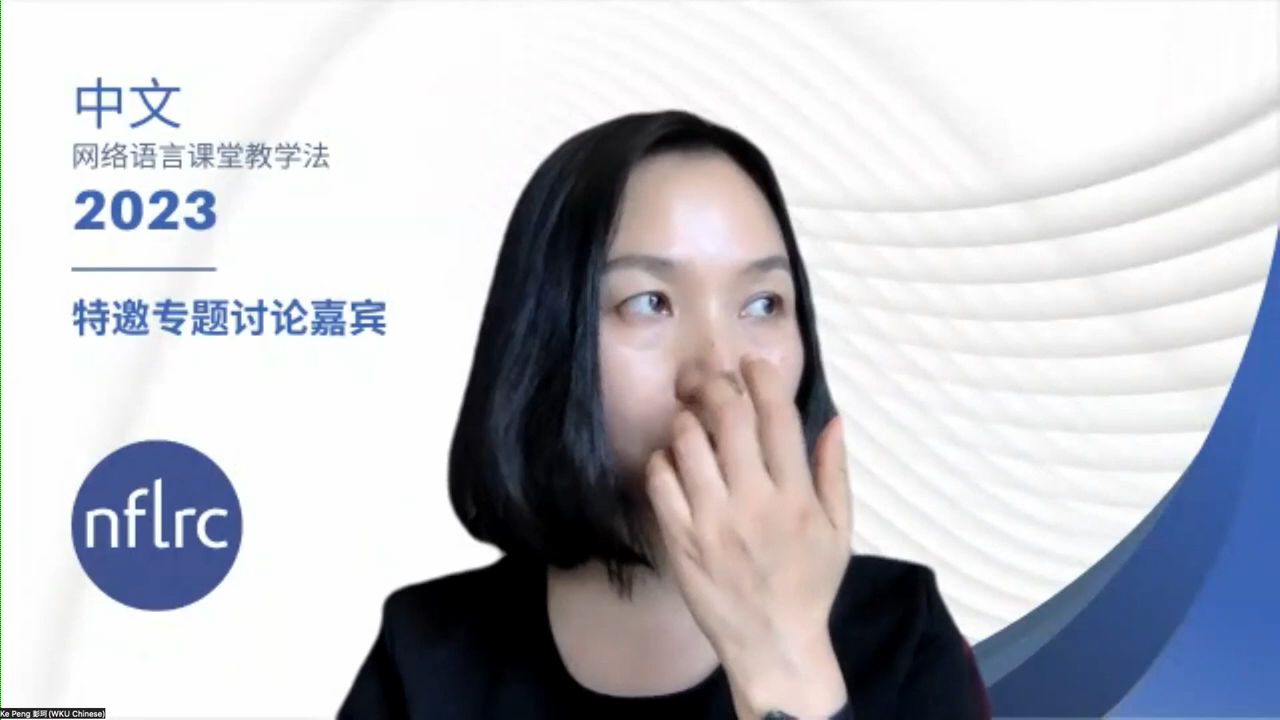 中文
网络语言课堂教学法
2023
特邀专题讨论嘉宾
nflrc
Ke Peng 彭珂(WKU Chinese)